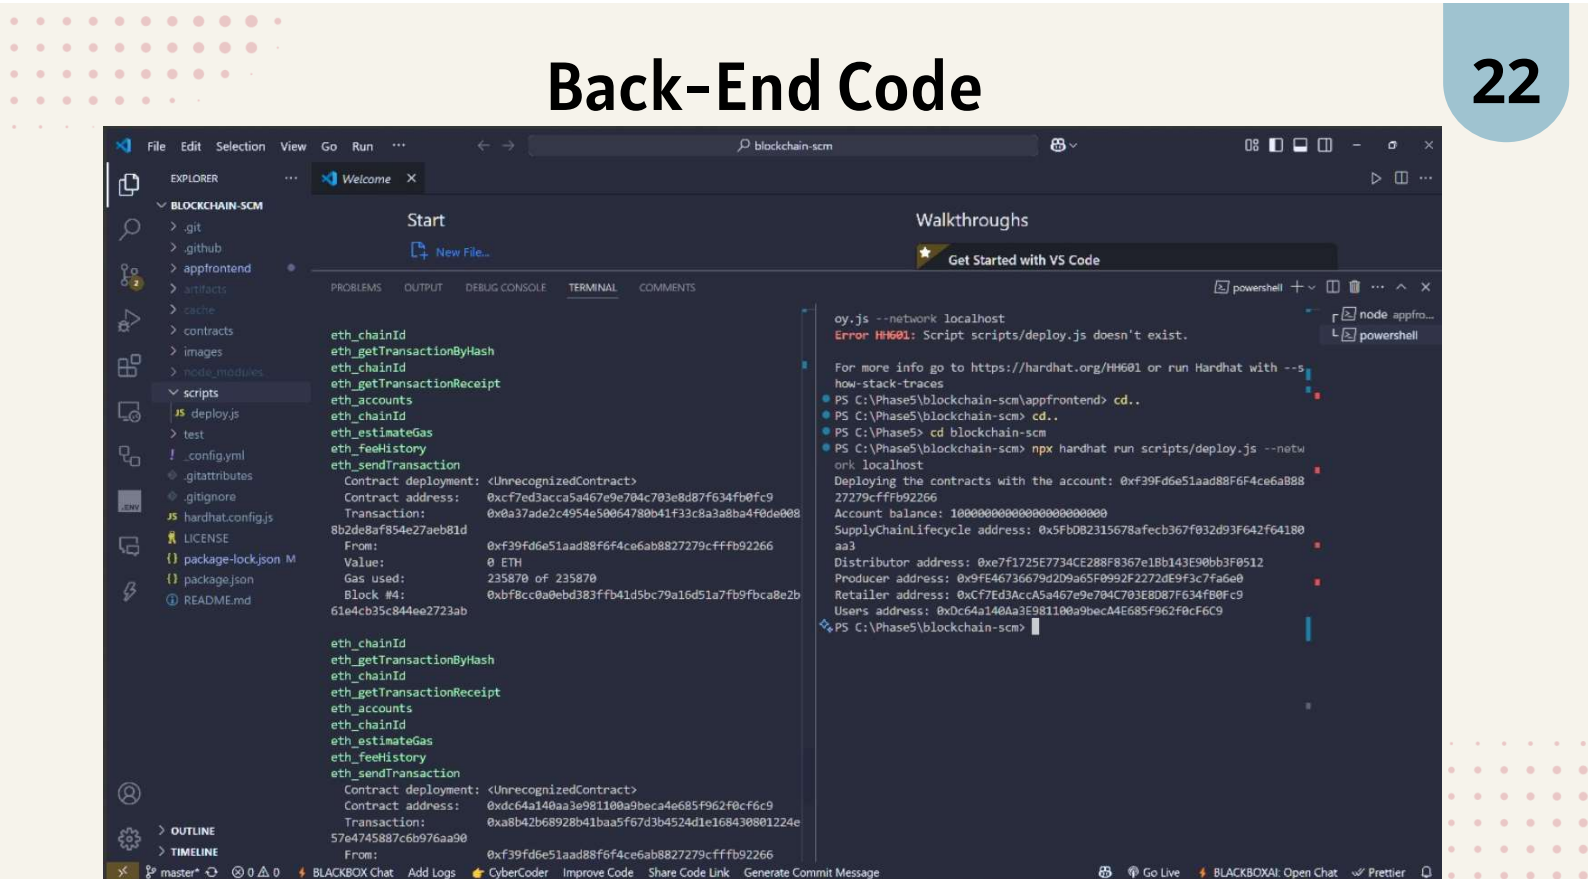 Back-End Code
22
File Edit Selection View Go Run ...
blockchain-scm
EXPLORER ...
Welcome
BLOCKCHAIN-SCM
.git
.github
appfrontend
artifacts
cache
contracts
images
node_modules
scripts
JS deploy.js
test
! _config.yml
.gitattributes
.gitignore
JS hardhat.config.js
LICENSE
{} package-lock.json M
{} package.json
README.md
OUTLINE
TIMELINE
Start
New File...
Walkthroughs
Get Started with VS Code
PROBLEMS OUTPUT DEBUG CONSOLE TERMINAL COMMENTS
powershell
eth_chainId
eth_getTransactionByHash
eth_chainId
eth_getTransactionReceipt
eth_accounts
eth_chainId
eth_estimateGas
eth_feeHistory
eth_sendTransaction
Contract deployment: <UnrecognizedContract>
Contract address: 0xcf7ed3acca5a467e9e704c703e8d87f634fb0fc9
Transaction: 0x0a37ade2c4954e50064780b41f33c8a3a8ba4f0de008
8b2de8af854e27aeb81d
From: 0xf39fd6e51aad88f6f4ce6ab8827279cfffb92266
Value: 0 ETH
Gas used: 235870 of 235870
Block #4: 0xbf8cc0a0ebd383ffb41d5bc79a16d51a7fb9fbca8e2b
61e4cb35c844ee2723ab
eth_chainId
eth_getTransactionByHash
eth_chainId
eth_getTransactionReceipt
eth_accounts
eth_chainId
eth_estimateGas
eth_feeHistory
eth_sendTransaction
Contract deployment: <UnrecognizedContract>
Contract address: 0xdc64a140aa3e981100a9beca4e685f962f0cf6c9
Transaction: 0xa8b42b68928b41baa5f67d3b4524d1e168430801224e
57e4745887c6b976aa90
From: 0xf39fd6e51aad88f6f4ce6ab8827279cfffb92266
oy.js --network localhost
Error HH601: Script scripts/deploy.js doesn't exist.
For more info go to https://hardhat.org/HH601 or run Hardhat with --s
how-stack-traces
PS C:\Phase5\blockchain-scm\appfrontend> cd..
PS C:\Phase5\blockchain-scm> cd..
PS C:\Phase5> cd blockchain-scm
PS C:\Phase5\blockchain-scm> npx hardhat run scripts/deploy.js --netw
ork localhost
Deploying the contracts with the account: 0xf39Fd6e51aad88F6F4ce6aB88
27279cffFb92266
Account balance: 10000000000000000000000
SupplyChainLifecycle address: 0x5FbDB2315678afecb367f032d93F642f64180
aa3
Distributor address: 0xe7f1725E7734CE288F8367e1Bb143E90bb3F0512
Producer address: 0x9fE46736679d2D9a65F0992F2272dE9f3c7fa6e0
Retailer address: 0xCf7Ed3AccA5a467e9e704C703E8D87F634fB0Fc9
Users address: 0xDc64a140Aa3E981100a9becA4E685f962f0cF6C9
PS C:\Phase5\blockchain-scm>
node appfro...
powershell
master* 0 0 BLACKBOX Chat Add Logs CyberCoder Improve Code Share Code Link Generate Commit Message
Go Live BLACKBOXAI: Open Chat Prettier